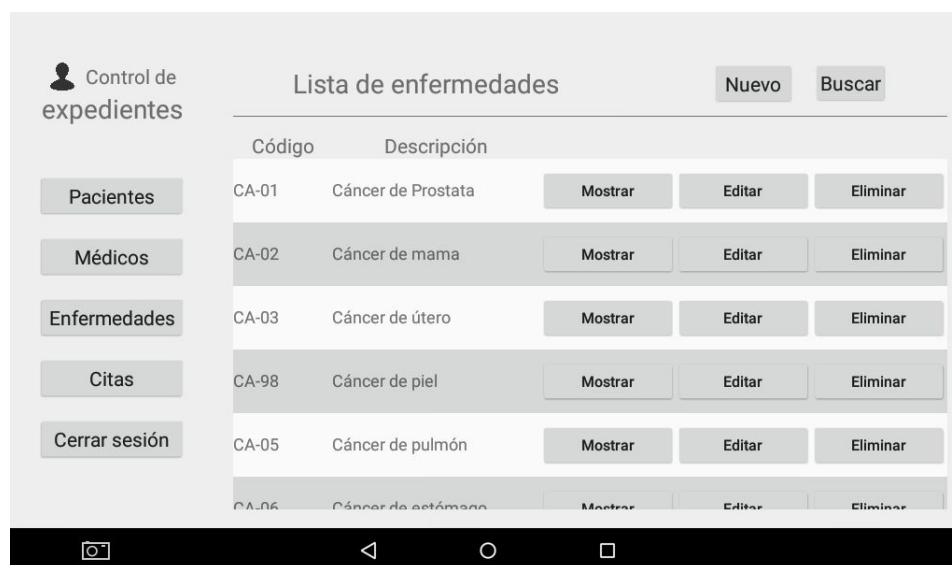 Control de
expedientes
Lista de enfermedades
Nuevo
Buscar
Código Descripción
Pacientes
Médicos
Enfermedades
Citas
Cerrar sesión
CA-01 Cáncer de Prostata Mostrar Editar Eliminar
CA-02 Cáncer de mama Mostrar Editar Eliminar
CA-03 Cáncer de útero Mostrar Editar Eliminar
CA-98 Cáncer de piel Mostrar Editar Eliminar
CA-05 Cáncer de pulmón Mostrar Editar Eliminar
CA-06 Cáncer de estómago Mostrar Editar Eliminar